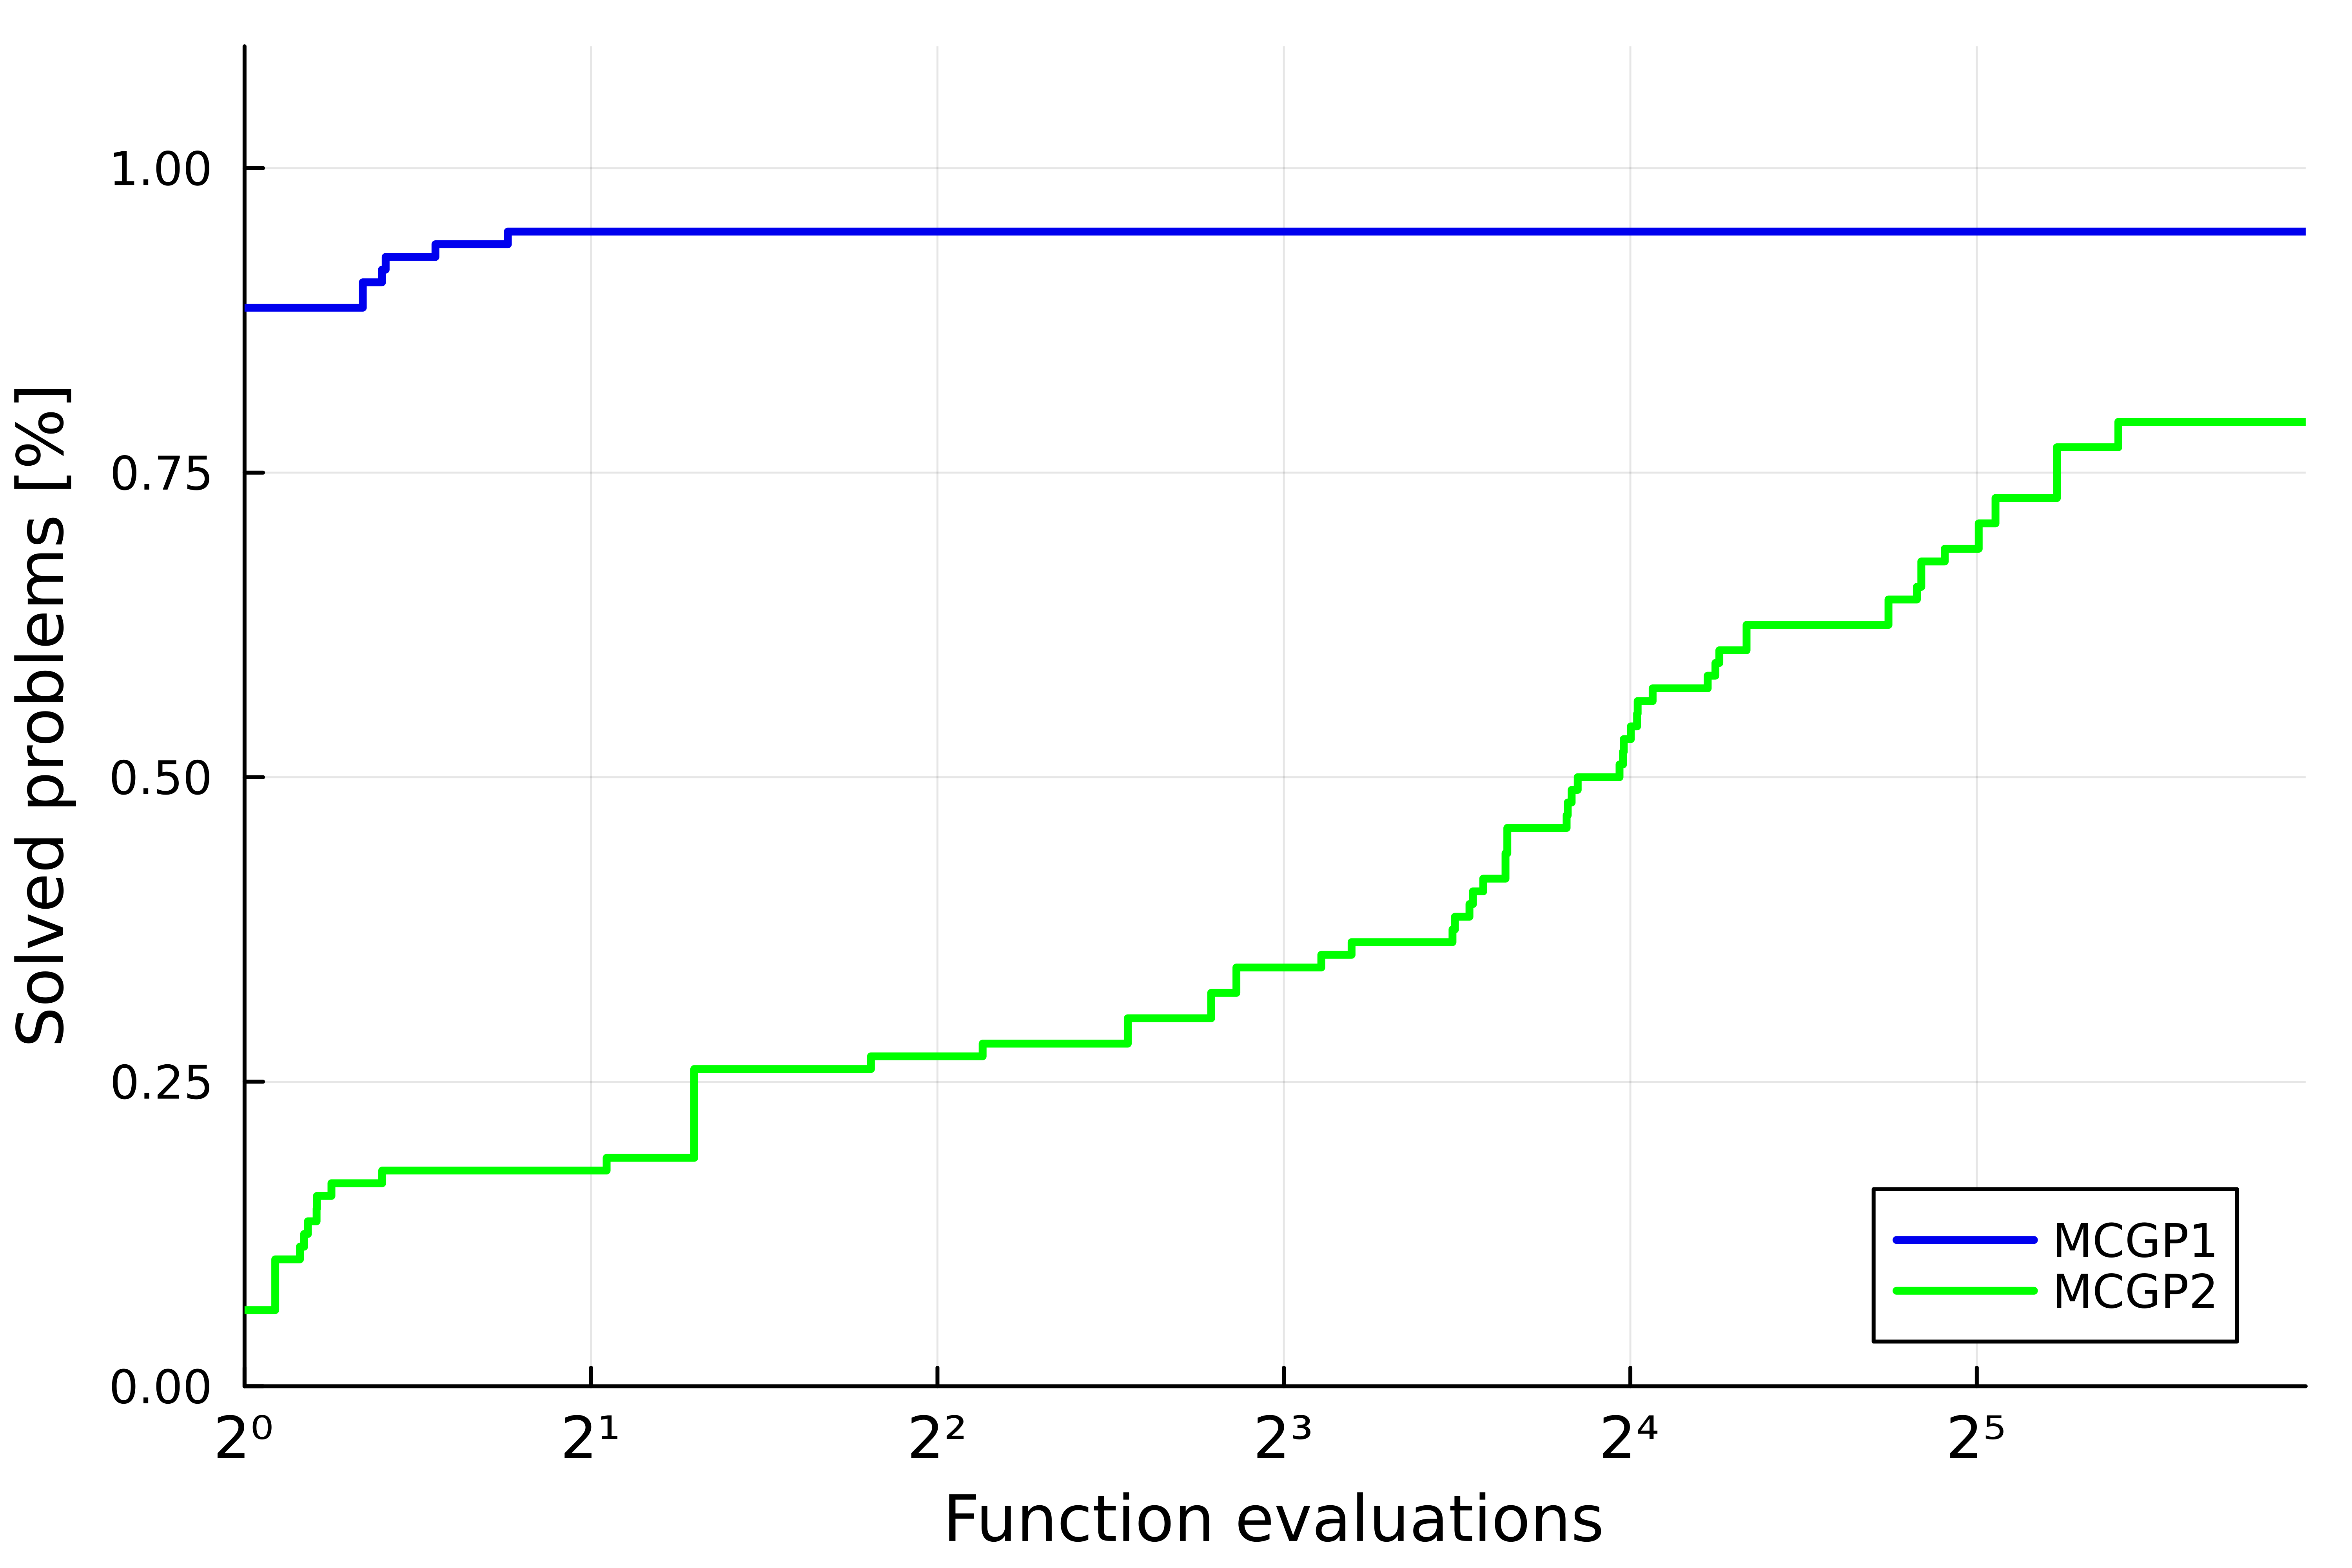 1.00
0.75
0.50
0.25
0.00
Solved problems [%]
2⁰ 2¹ 2² 2³ 2⁴ 2⁵
Function evaluations
MCGP1
MCGP2